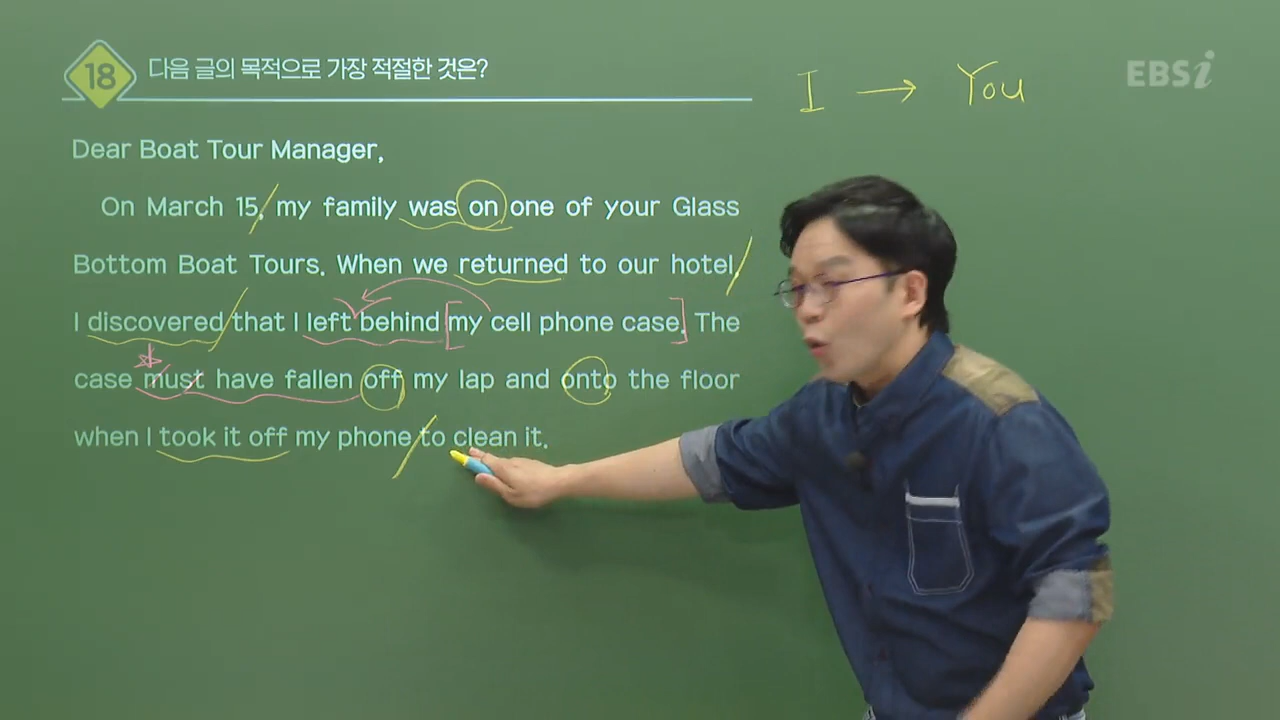 18 다음 글의 목적으로 가장 적절한 것은?
I → You
EBSi
Dear Boat Tour Manager,
On March 15, my family was on one of your Glass
Bottom Boat Tours. When we returned to our hotel,
I discovered that I left behind my cell phone case. The
case must have fallen off my lap and onto the floor
when I took it off my phone to clean it.